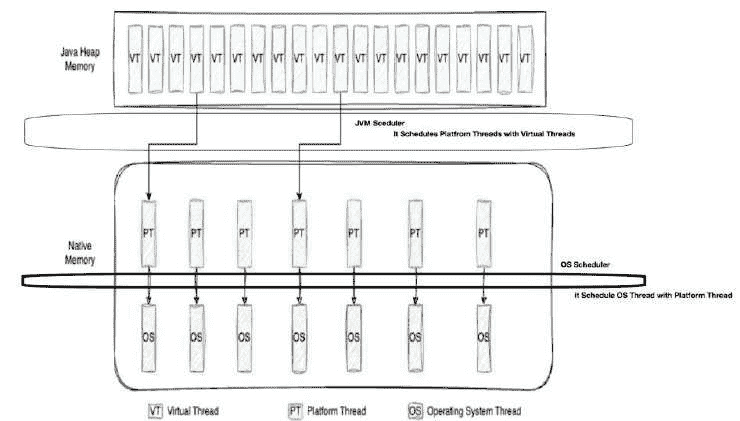 Java Heap
Memory
VT VT VT VT VT VT VT VT VT VT VT VT VT VT VT VT VT VT VT VT
JVM Sceduler
It Schedules Platfrom Threads with Virtual Threads
PT PT PT PT PT PT PT
Native
Memory
OS Scheduler
It Schedule OS Thread with Platform Thread
OS OS OS OS OS OS OS
VT Virtual Thread
PT Platform Thread
OS Operating System Thread